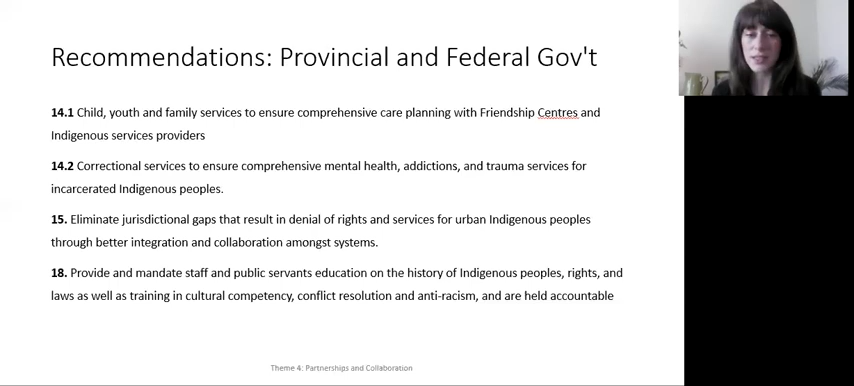 Recommendations: Provincial and Federal Gov't
14.1 Child, youth and family services to ensure comprehensive care planning with Friendship Centres and
Indigenous services providers
14.2 Correctional services to ensure comprehensive mental health, addictions, and trauma services for
incarcerated Indigenous peoples.
15. Eliminate jurisdictional gaps that result in denial of rights and services for urban Indigenous peoples
through better integration and collaboration amongst systems.
18. Provide and mandate staff and public servants education on the history of Indigenous peoples, rights, and
laws as well as training in cultural competency, conflict resolution and anti-racism, and are held accountable
Theme 4: Partnerships and Collaboration